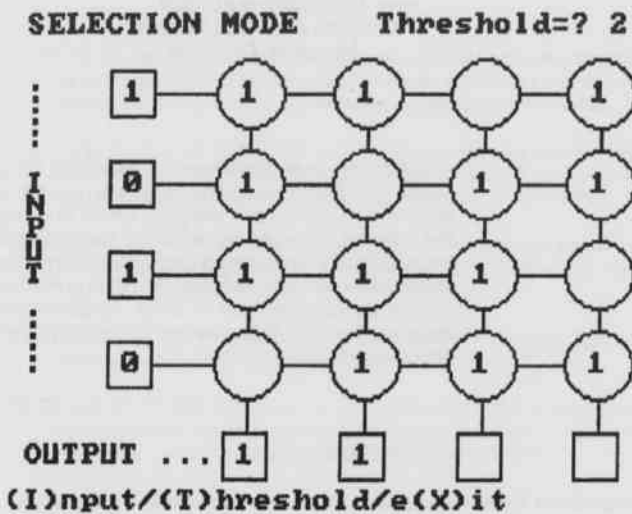 SELECTION MODE Threshold=? 2
1 1 1 1
0 1 1 1
1 1 1 1
0 1 1 1
...... INPUT ......
OUTPUT ... 1 1
(I)nput/(T)hreshold/e(X)it